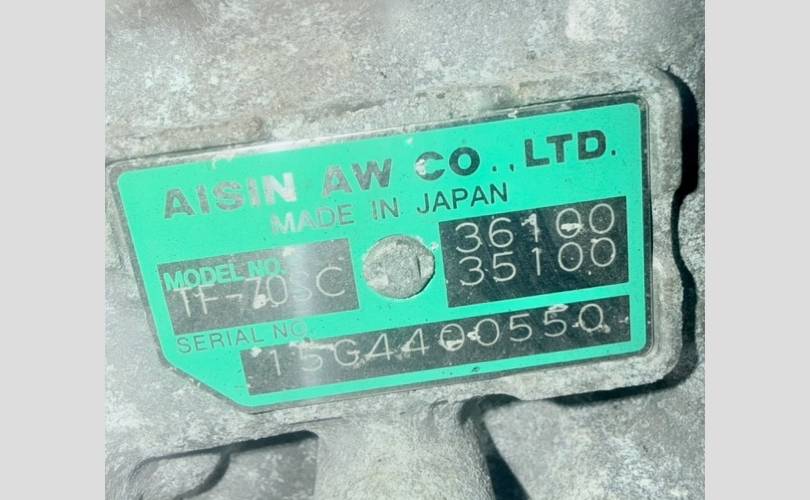 AISIN AW CO.,LTD.
MADE IN JAPAN
MODEL NO.
TF-70SC
36100
35100
SERIAL NO.
15G4400550